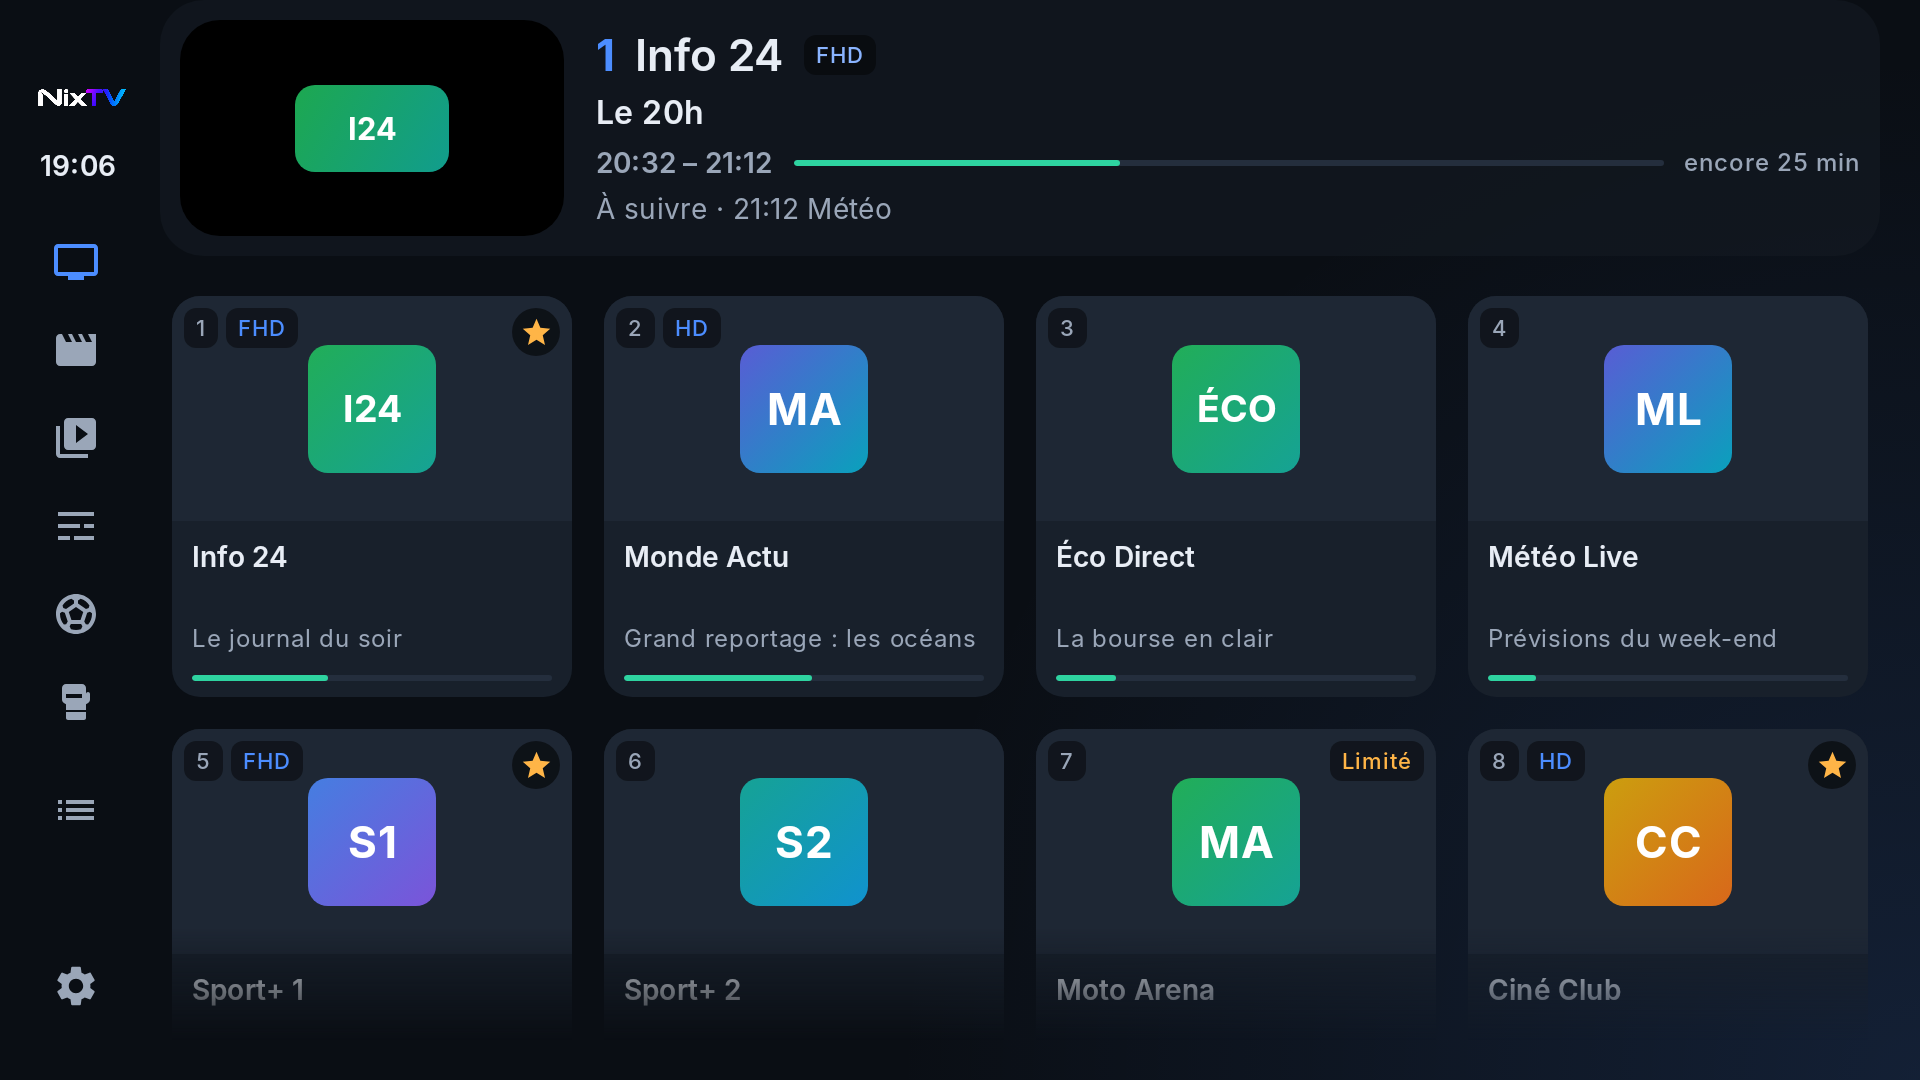 NixTV
19:06
I24
1 Info 24 FHD
Le 20h
20:32 – 21:12 encore 25 min
À suivre · 21:12 Météo
1 FHD
I24
Info 24
Le journal du soir
2 HD
MA
Monde Actu
Grand reportage : les océans
3
ÉCO
Éco Direct
La bourse en clair
4
ML
Météo Live
Prévisions du week-end
5 FHD
S1
Sport+ 1
6
S2
Sport+ 2
7 Limité
MA
Moto Arena
8 HD
CC
Ciné Club